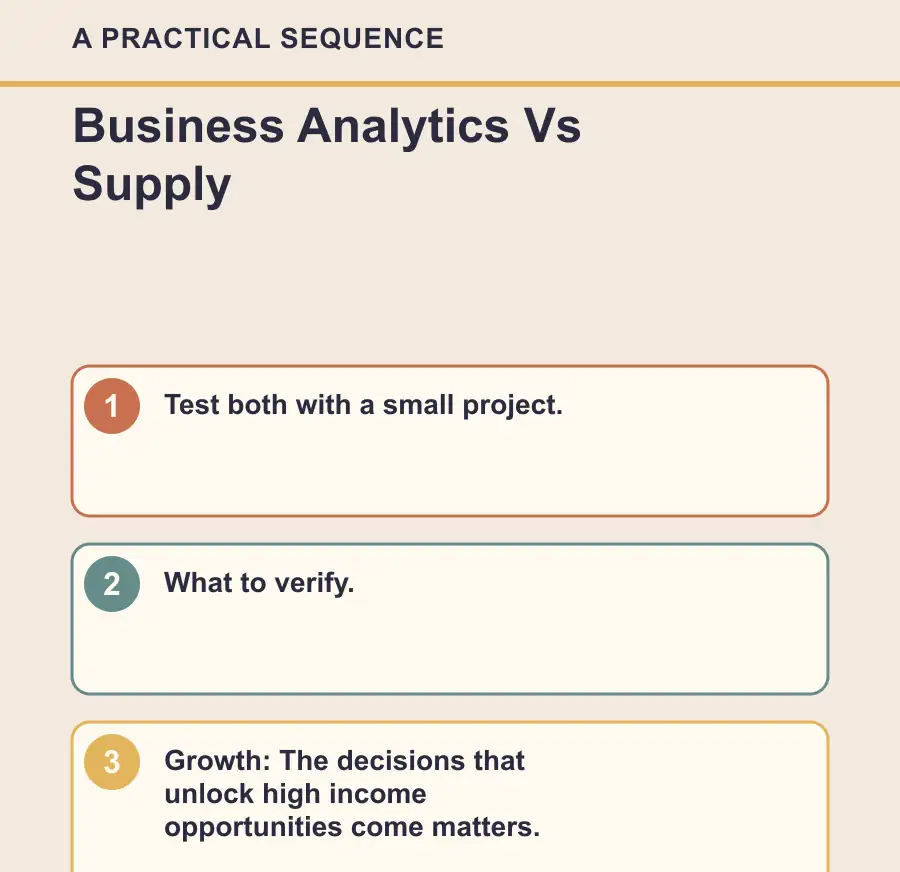 A PRACTICAL SEQUENCE
Business Analytics Vs
Supply
1
Test both with a small project.
2
What to verify.
3
Growth: The decisions that
unlock high income
opportunities come matters.